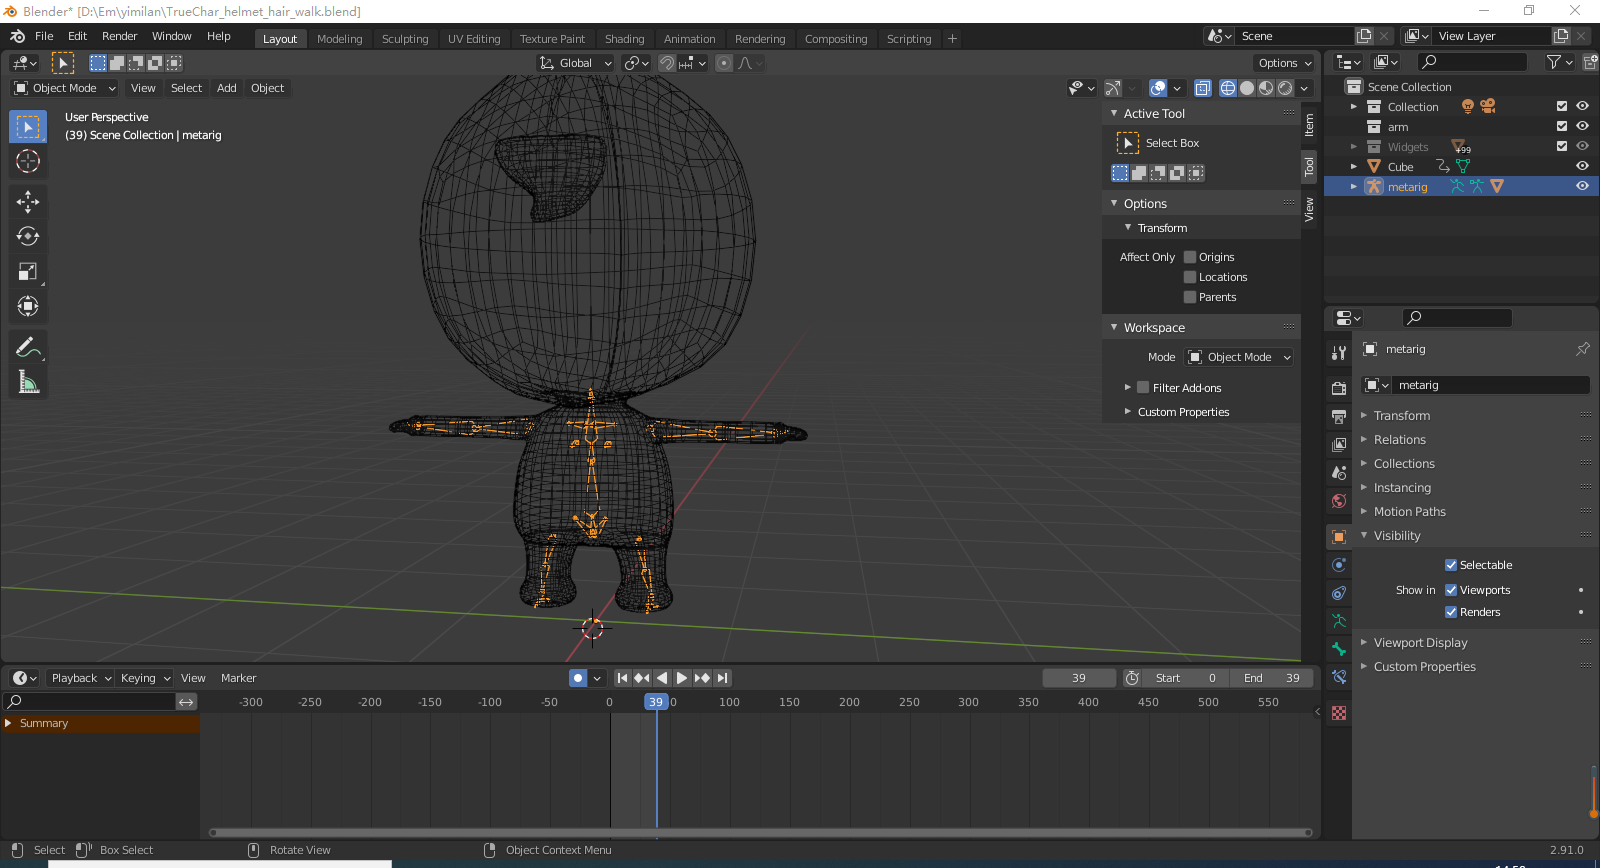 Blender* [D:\Em\yimilan\TrueChar_helmet_hair_walk.blend]
File Edit Render Window Help Layout Modeling Sculpting UV Editing Texture Paint Shading Animation Rendering Compositing Scripting + Scene View Layer
Global Options
Object Mode View Select Add Object
User Perspective
(39) Scene Collection | metarig
Active Tool
Select Box
Options
Transform
Affect Only Origins
Locations
Parents
Workspace
Mode Object Mode
Filter Add-ons
Custom Properties
Item
Tool
View
Scene Collection
Collection
arm
Widgets +99
Cube
metarig
metarig
metarig
Transform
Relations
Collections
Instancing
Motion Paths
Visibility
Selectable
Show in Viewports
Renders
Viewport Display
Custom Properties
Playback Keying View Marker 39 Start 0 End 39
-300 -250 -200 -150 -100 -50 0 39 0 100 150 200 250 300 350 400 450 500 550
Summary
Select Box Select Rotate View Object Context Menu 2.91.0